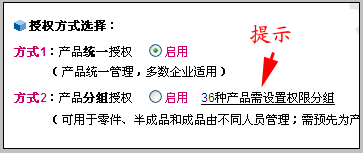 授权方式选择：
提示
方式1：产品统一授权 启用
（产品统一管理，多数企业适用）
方式2：产品分组授权 启用 36种产品需设置权限分组
（可用于零件、半成品和成品由不同人员管理；需预先为产